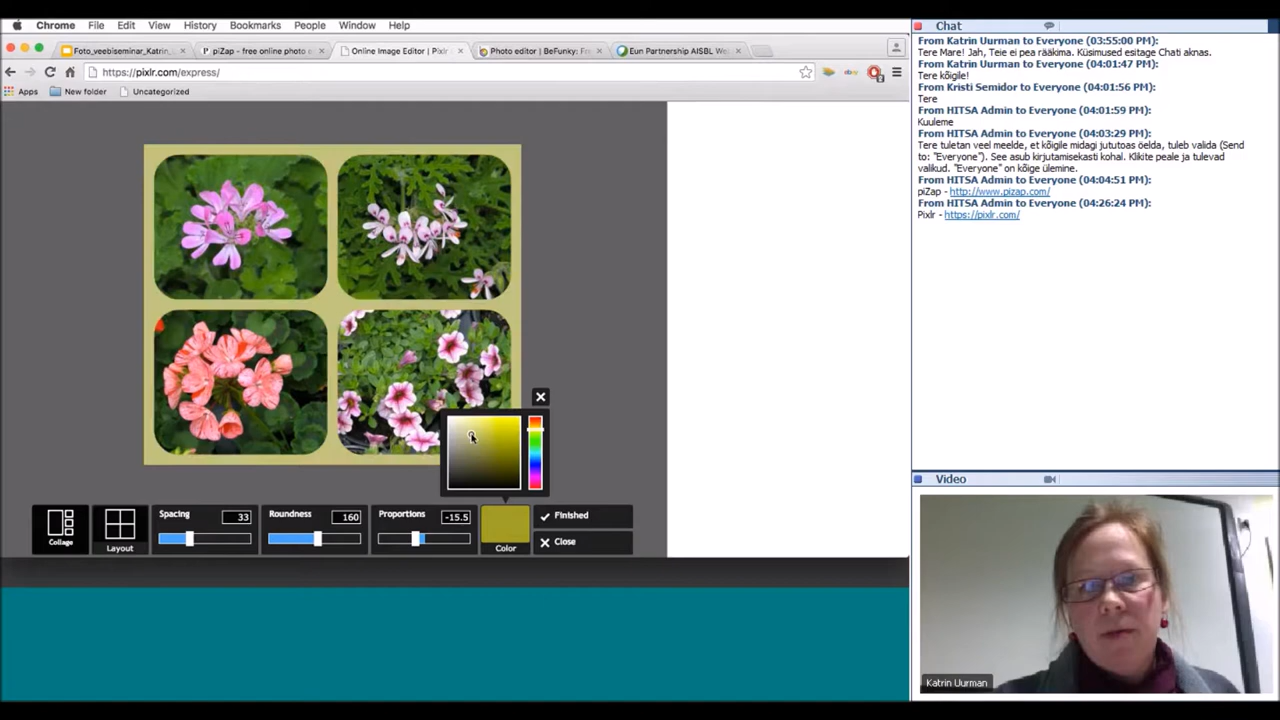 Chrome File Edit View History Bookmarks People Window Help
Foto_veebiseminar_Katrin_ piZap - free online photo e Online Image Editor | Pixlr Photo editor | BeFunky: Fre Eun Partnership AISBL We
https://pixlr.com/express/
ebay
Apps New folder Uncategorized
Spacing 33 Roundness 160 Proportions -15.5 Finished
Close
Collage Layout Color
Chat
From Katrin Uurman to Everyone (03:55:00 PM):
Tere Mare! Jah, Teie ei pea rääkima. Küsimused esitage Chati aknas.
From Katrin Uurman to Everyone (04:01:47 PM):
Tere kõigile!
From Kristi Semidor to Everyone (04:01:56 PM):
Tere
From HITSA Admin to Everyone (04:01:59 PM):
Kuuleme
From HITSA Admin to Everyone (04:03:29 PM):
Tere tuletan veel meelde, et kõigile midagi jututoas öelda, tuleb valida (Send
to: "Everyone"). See asub kirjutamisekasti kohal. Klikite peale ja tulevad
valikud. "Everyone" on kõige ülemine.
From HITSA Admin to Everyone (04:04:51 PM):
piZap - http://www.pizap.com/
From HITSA Admin to Everyone (04:26:24 PM):
Pixlr - https://pixlr.com/
Video
Katrin Uurman